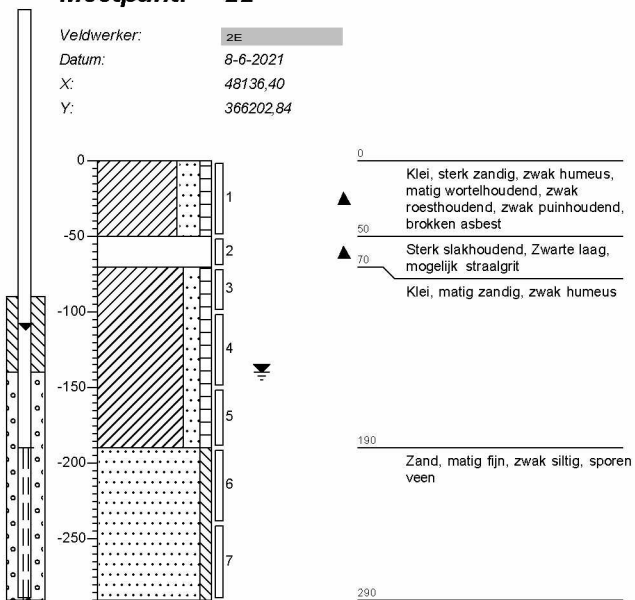 Veldwerker: 2E
Datum: 8-6-2021
X: 48136,40
Y: 366202,84
0
-50
-100
-150
-200
-250
1
2
3
4
5
6
7
0
Klei, sterk zandig, zwak humeus,
matig wortelhoudend, zwak
roesthoudend, zwak puinhoudend,
brokken asbest
50
Sterk slakhoudend, Zwarte laag,
mogelijk straalgrit
70
Klei, matig zandig, zwak humeus
190
Zand, matig fijn, zwak siltig, sporen
veen
290